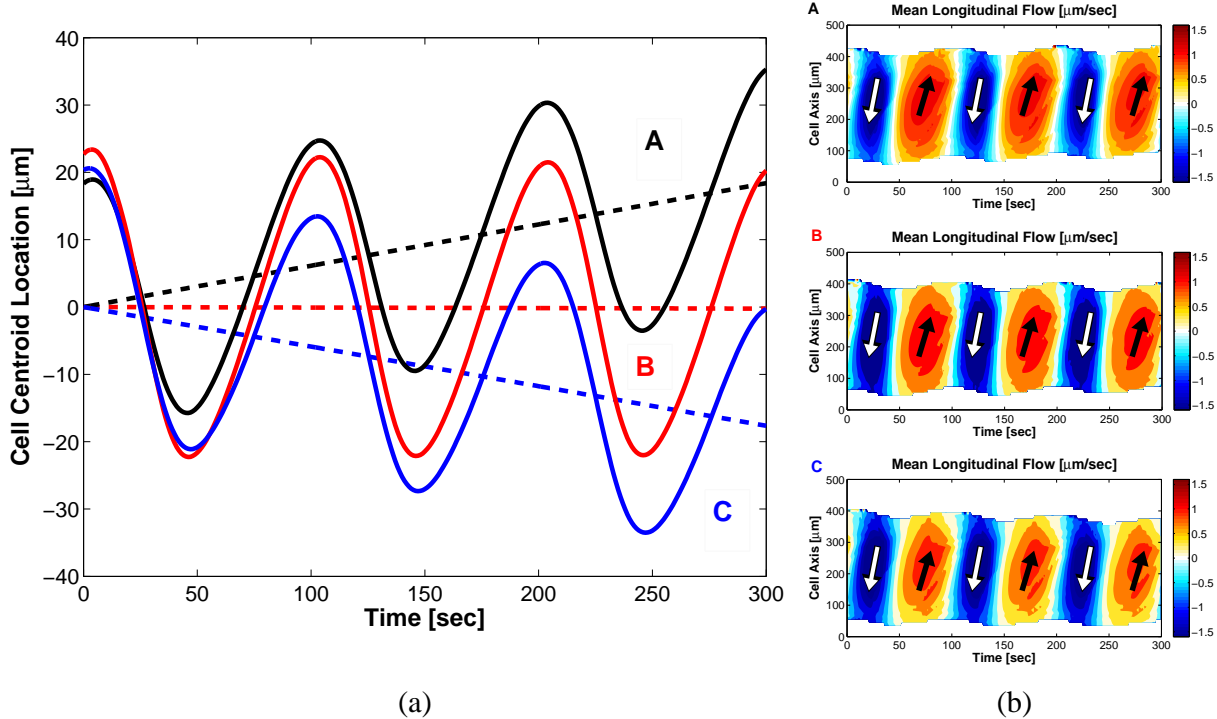 40
30
20
10
0
−10
−20
−30
−40
Cell Centroid Location [μm]
A
B
C
0 50 100 150 200 250 300
Time [sec]
(a)
A Mean Longitudinal Flow [μm/sec]
500
400
300
200
100
0
Cell Axis [μm]
0 50 100 150 200 250 300
Time [sec]
1.5
1
0.5
0
−0.5
−1
−1.5
B Mean Longitudinal Flow [μm/sec]
500
400
300
200
100
0
Cell Axis [μm]
0 50 100 150 200 250 300
Time [sec]
1.5
1
0.5
0
−0.5
−1
−1.5
C Mean Longitudinal Flow [μm/sec]
500
400
300
200
100
0
Cell Axis [μm]
0 50 100 150 200 250 300
Time [sec]
1.5
1
0.5
0
−0.5
−1
−1.5
(b)